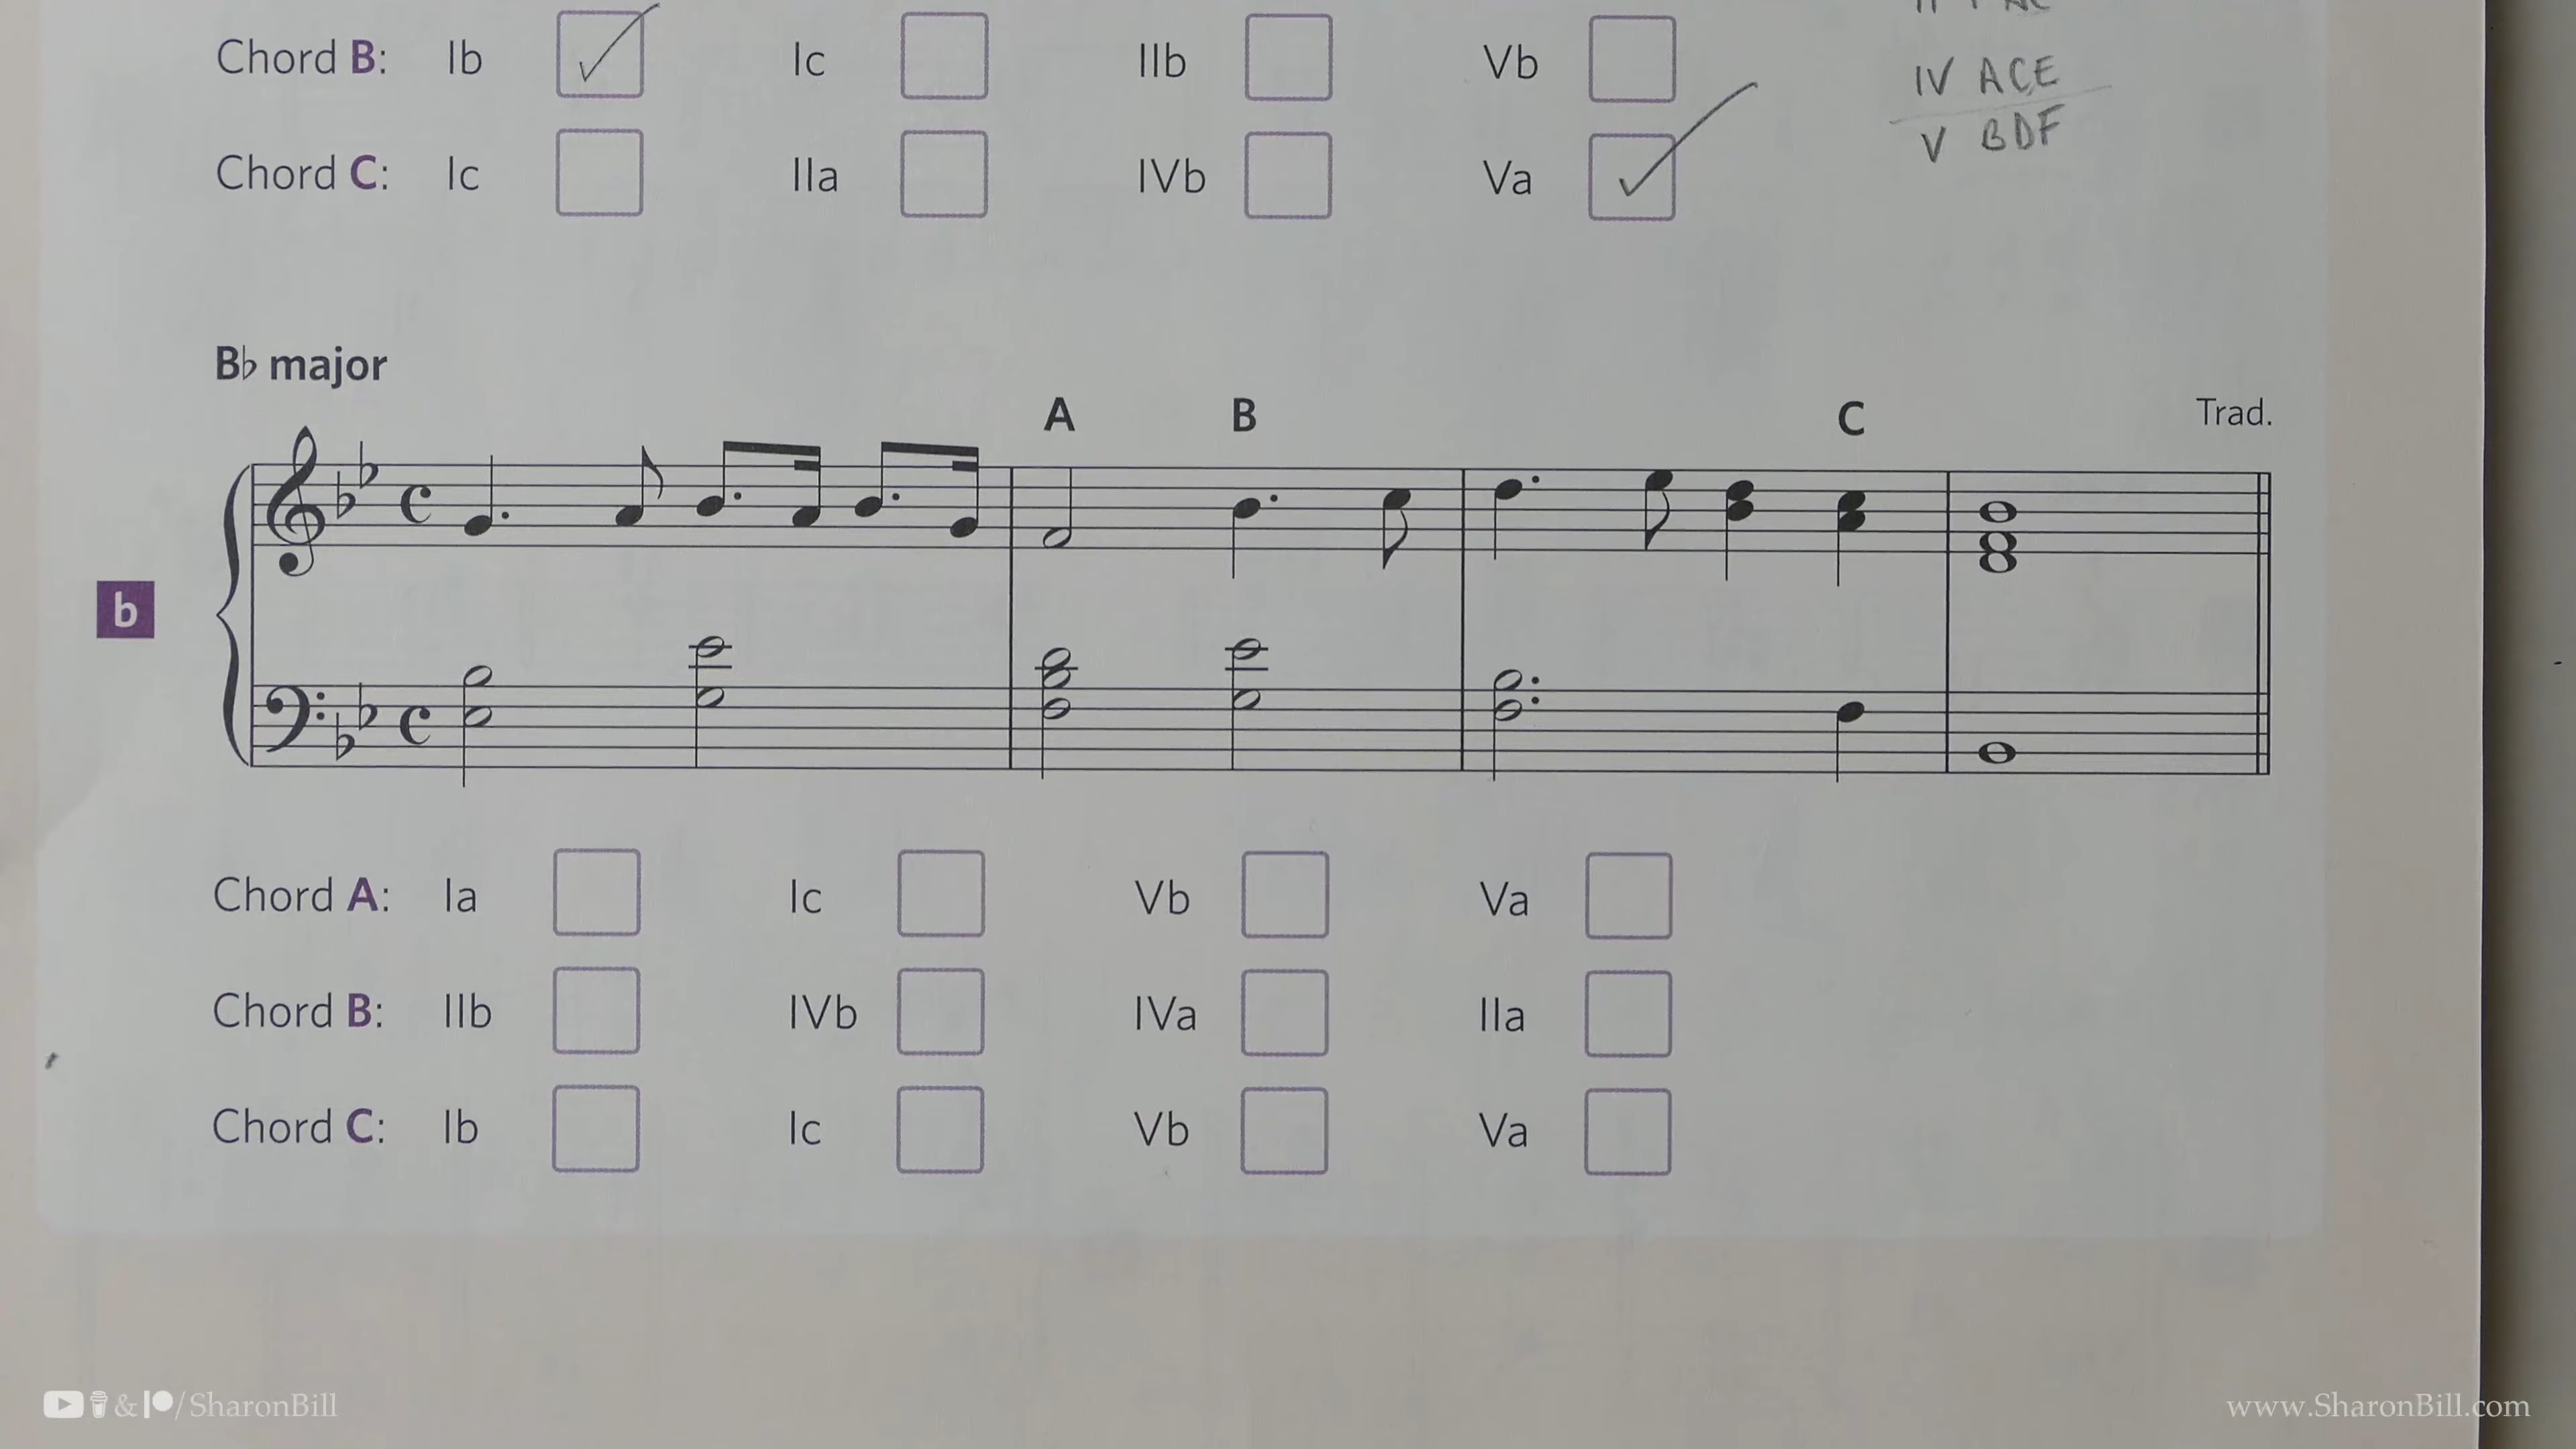 Chord B: Ib Ic IIb Vb
IV ACE
V BDF
Chord C: Ic IIa IVb Va
B♭ major
A B C Trad.
b
Chord A: Ia Ic Vb Va
Chord B: IIb IVb IVa IIa
Chord C: Ib Ic Vb Va
&/SharonBill
www.SharonBill.com